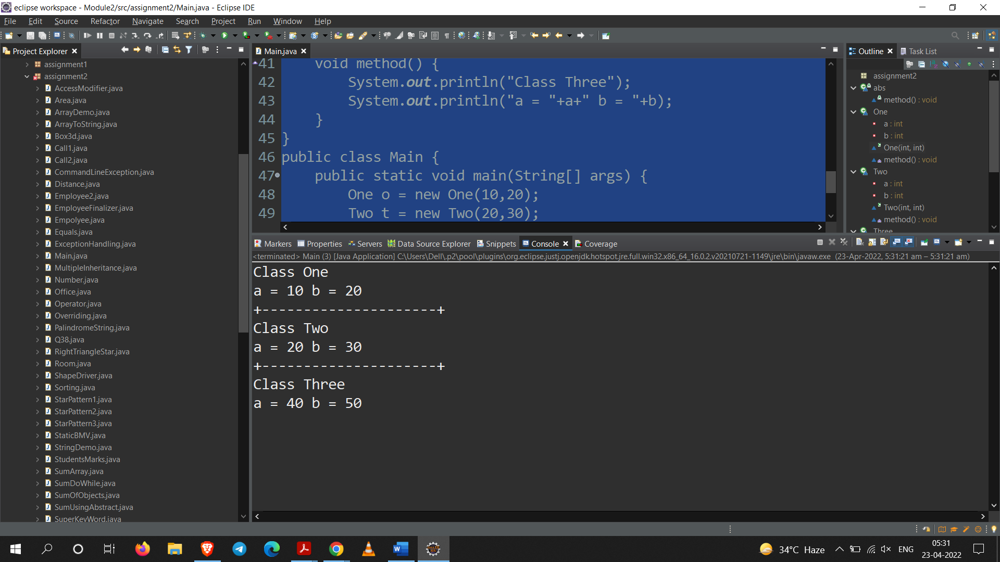 eclipse workspace - Module2/src/assignment2/Main.java - Eclipse IDE
File Edit Source Refactor Navigate Search Project Run Window Help
Project Explorer
assignment1
assignment2
AccessModifier.java
Area.java
ArrayDemo.java
ArrayToString.java
Box3d.java
Call1.java
Call2.java
CommandLineException.java
Distance.java
Employee2.java
EmployeeFinalizer.java
Empolyee.java
Equals.java
ExceptionHandling.java
Main.java
MultipleInheritance.java
Number.java
Office.java
Operator.java
Overriding.java
PalindromeString.java
Q38.java
RightTriangleStar.java
Room.java
ShapeDriver.java
Sorting.java
StarPattern1.java
StarPattern2.java
StarPattern3.java
StaticBMV.java
StringDemo.java
StudentsMarks.java
SumArray.java
SumDoWhile.java
SumOfObjects.java
SumUsingAbstract.java
SuperKeyWord.java
Main.java
41 void method() {
42 System.out.println("Class Three");
43 System.out.println("a = "+a+" b = "+b);
44 }
45 }
46 public class Main {
47 public static void main(String[] args) {
48 One o = new One(10,20);
49 Two t = new Two(20,30);
Outline Task List
assignment2
abs
method() : void
One
a : int
b : int
One(int, int)
method() : void
Two
a : int
b : int
Two(int, int)
method() : void
Three
Markers Properties Servers Data Source Explorer Snippets Console Coverage
<terminated> Main (3) [Java Application] C:\Users\Dell\.p2\pool\plugins\org.eclipse.justj.openjdk.hotspot.jre.full.win32.x86_64_16.0.2.v20210721-1149\jre\bin\javaw.exe (23-Apr-2022, 5:31:21 am – 5:31:21 am)
Class One
a = 10 b = 20
+---------------------+
Class Two
a = 20 b = 30
+---------------------+
Class Three
a = 40 b = 50
34°C Haze
ENG
05:31
23-04-2022